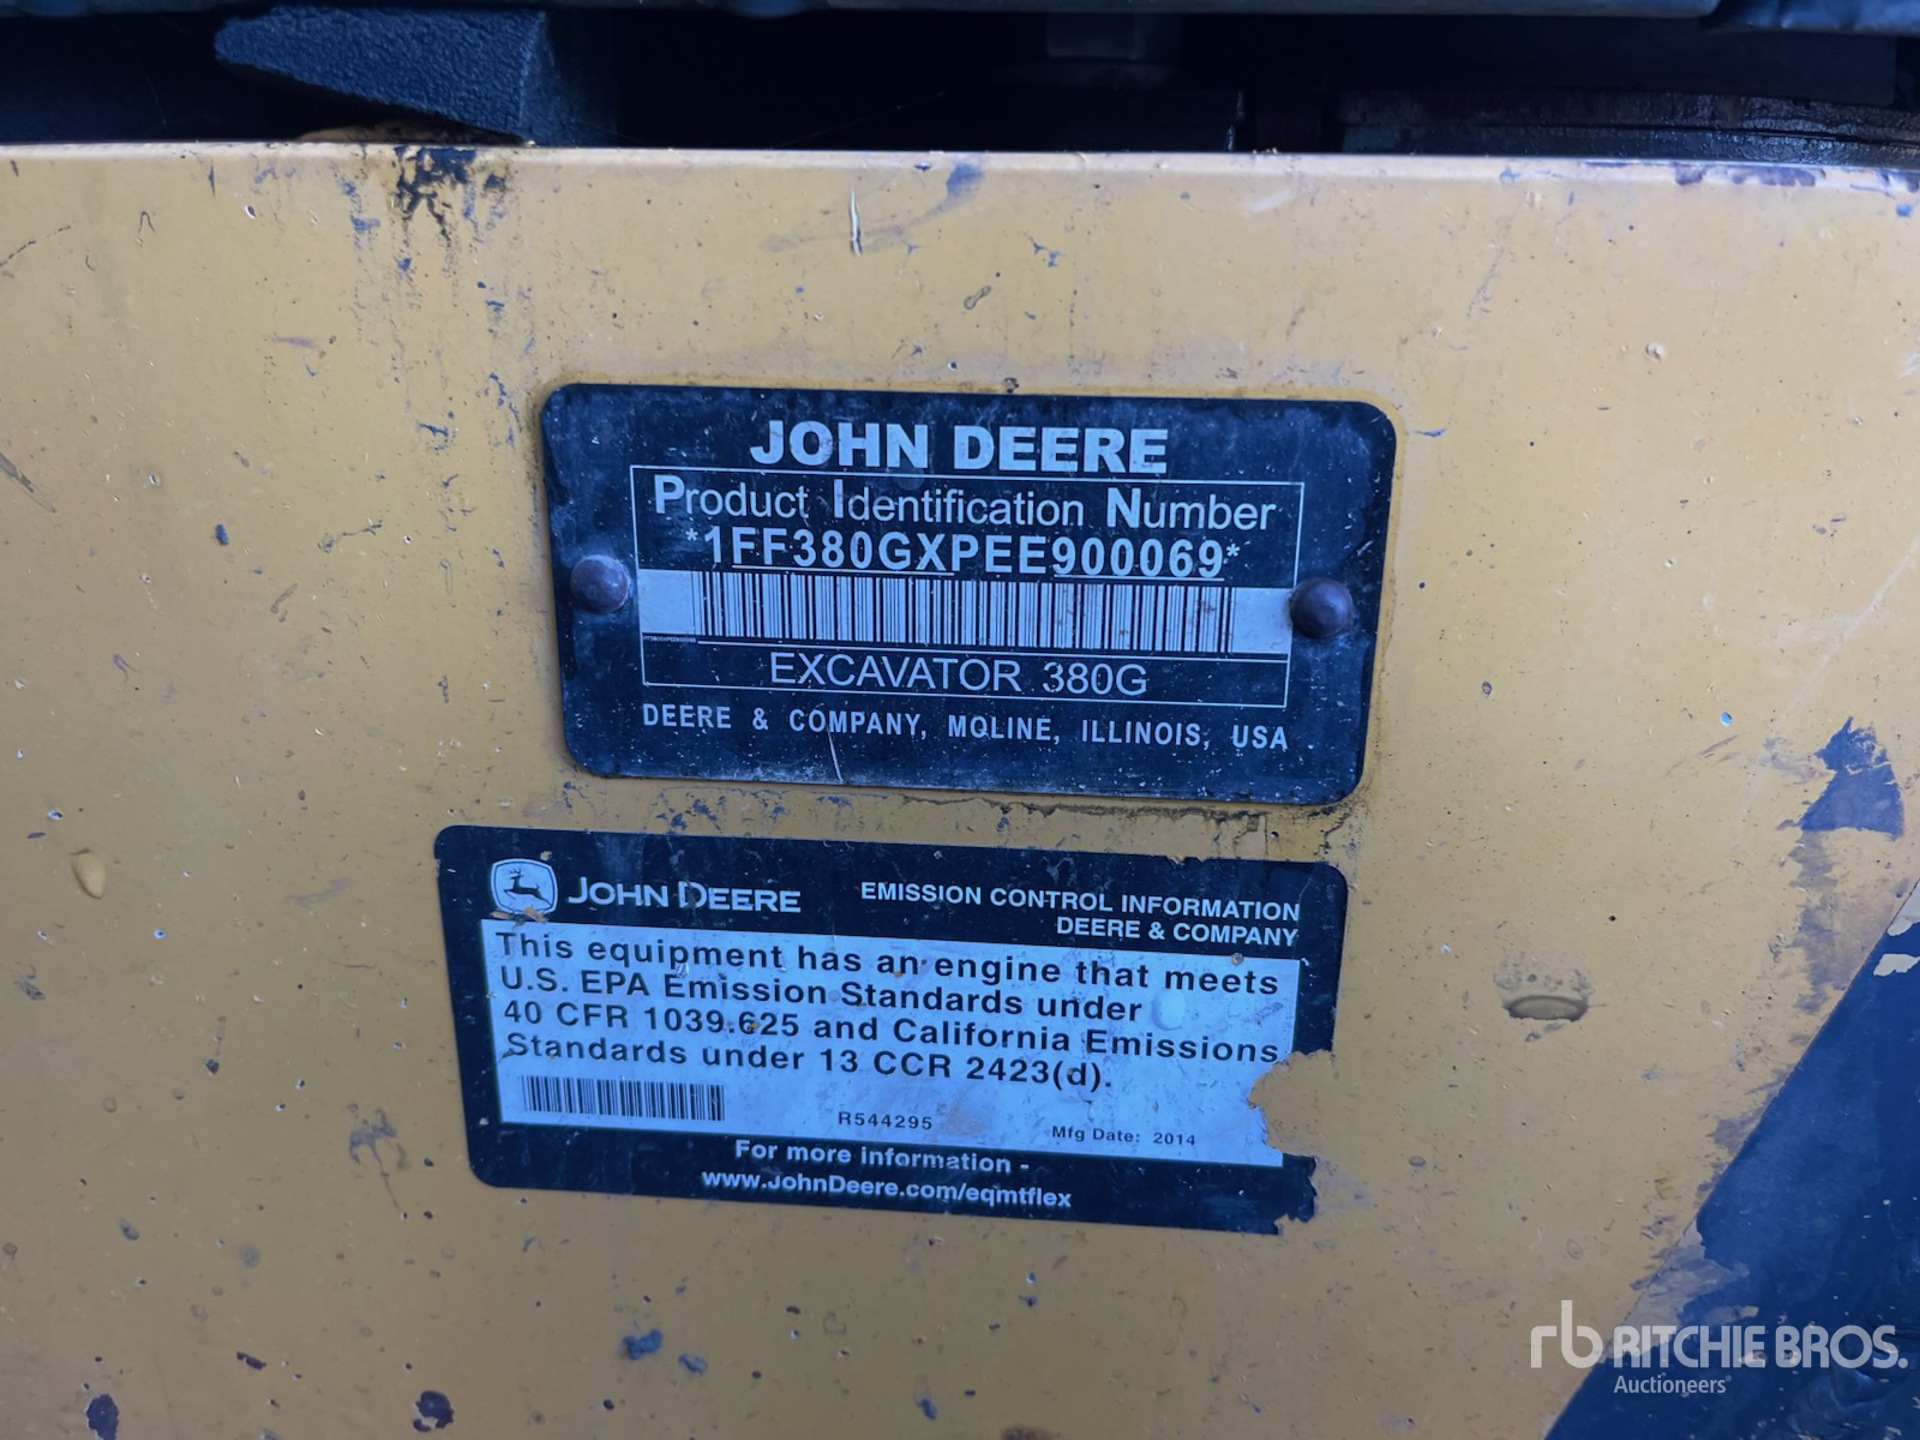 JOHN DEERE
Product Identification Number
*1FF380GXPEE900069*
EXCAVATOR 380G
DEERE & COMPANY, MOLINE, ILLINOIS, USA
JOHN DEERE
EMISSION CONTROL INFORMATION
DEERE & COMPANY
This equipment has an engine that meets
U.S. EPA Emission Standards under
40 CFR 1039.625 and California Emissions
Standards under 13 CCR 2423(d).
R544295
Mfg Date: 2014
For more information -
www.JohnDeere.com/eqmtflex
rb RITCHIE BROS.
Auctioneers